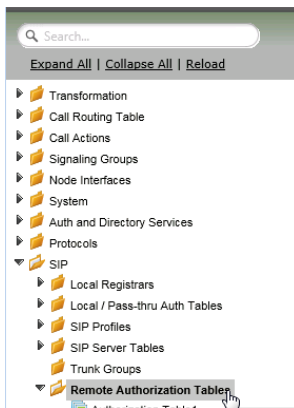 Search...
Expand All | Collapse All | Reload
Transformation
Call Routing Table
Call Actions
Signaling Groups
Node Interfaces
System
Auth and Directory Services
Protocols
SIP
Local Registrars
Local / Pass-thru Auth Tables
SIP Profiles
SIP Server Tables
Trunk Groups
Remote Authorization Tables
Authorization Table1